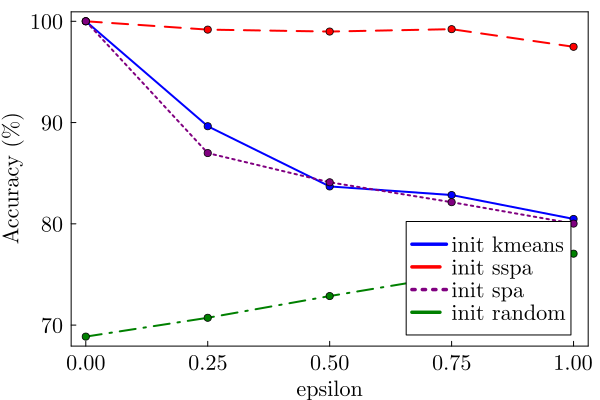 100
90
80
70
Accuracy (%)
init kmeans
init sspa
init spa
init random
0.00 0.25 0.50 0.75 1.00
epsilon